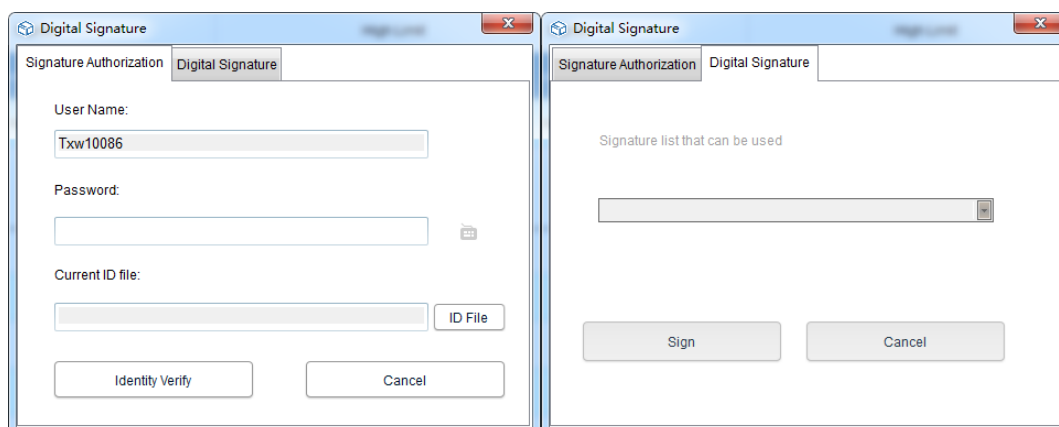 Digital Signature
Signature Authorization
Digital Signature
User Name:
Txw10086
Password:
Current ID file:
ID File
Identity Verify
Cancel
Digital Signature
Signature Authorization
Digital Signature
Signature list that can be used
Sign
Cancel